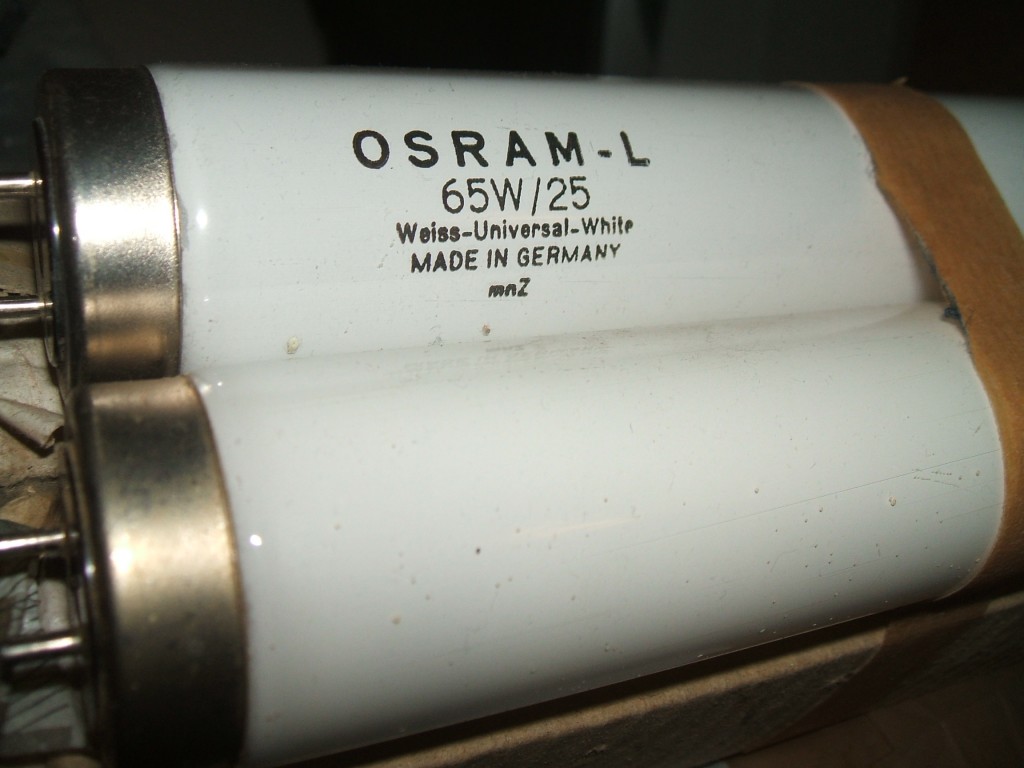 OSRAM-L
65W/25
Weiss-Universal-White
MADE IN GERMANY
mnZ